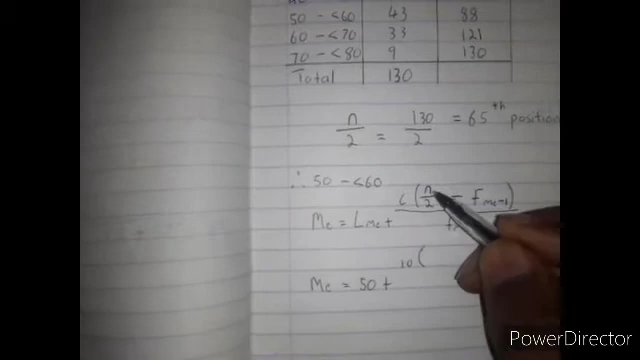 50 - <60 43 88
60 - <70 33 121
70 - <80 9 130
Total 130
n/2 = 130/2 = 65th position
∴ 50 - <60
Me = Lme + c (n/2 - Fme-1)
Me = 50 + 10 (
PowerDirector